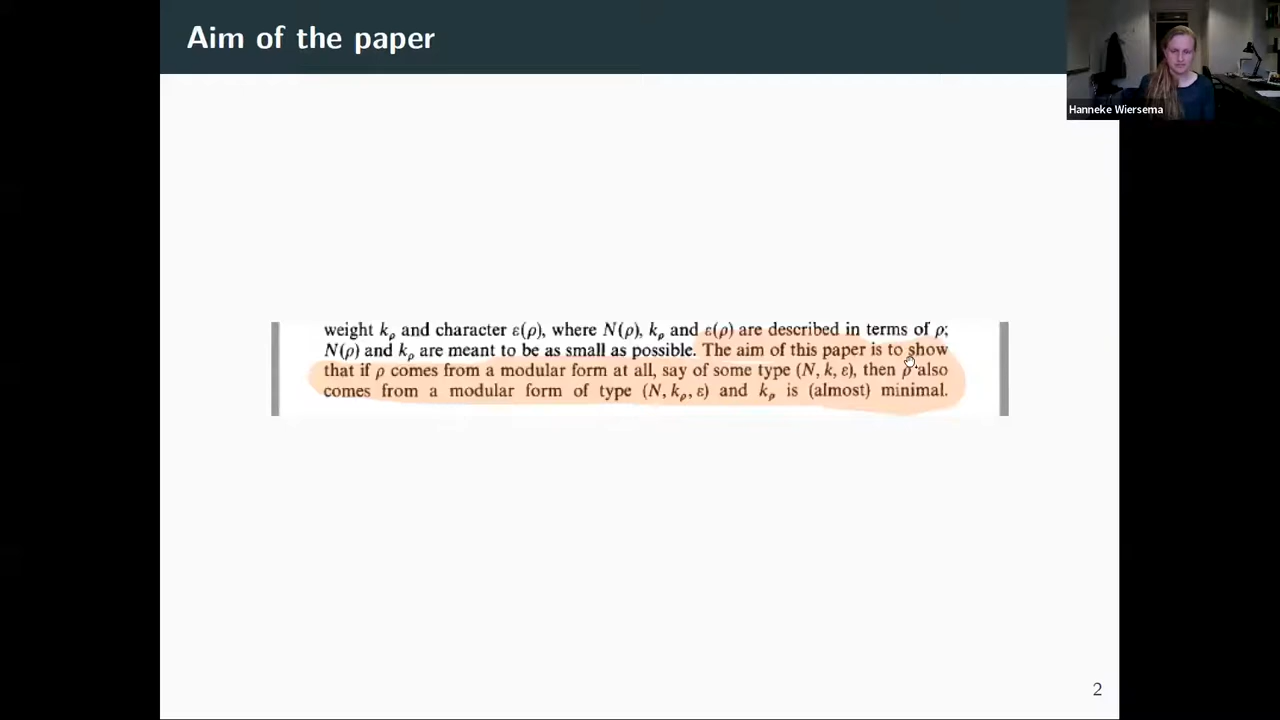 Aim of the paper
Hanneke Wiersema
weight kρ and character ε(ρ), where N(ρ), kρ and ε(ρ) are described in terms of ρ;
N(ρ) and kρ are meant to be as small as possible. The aim of this paper is to show
that if ρ comes from a modular form at all, say of some type (N, k, ε), then ρ also
comes from a modular form of type (N, kρ, ε) and kρ is (almost) minimal.
2